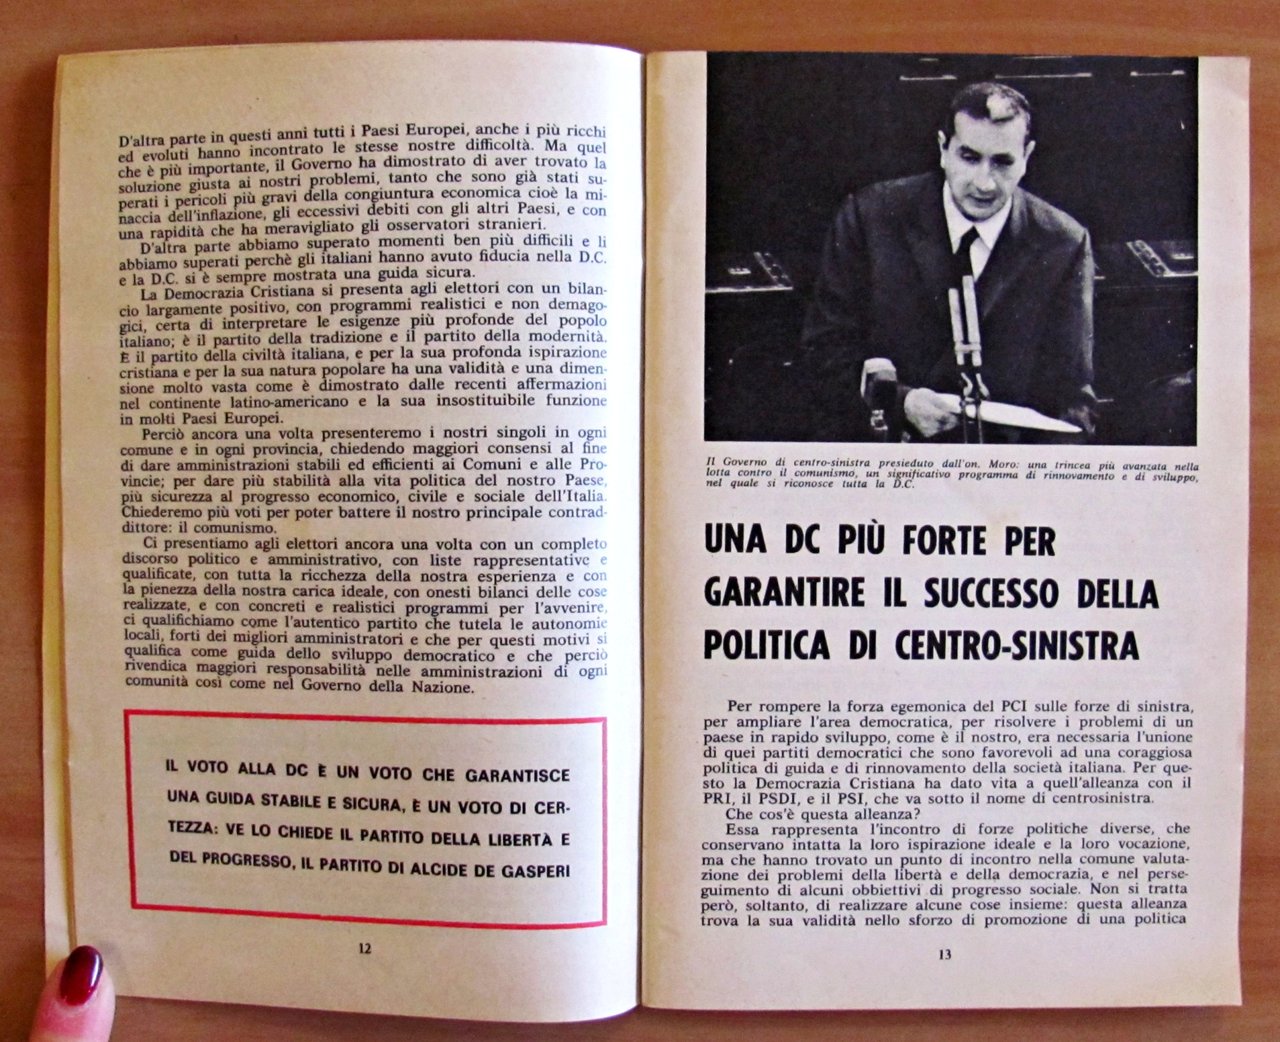 D'altra parte in questi anni tutti i Paesi Europei, anche i più ricchi
ed evoluti hanno incontrato le stesse nostre difficoltà. Ma quel
che è più importante, il Governo ha dimostrato di aver trovato la
soluzione giusta ai nostri problemi, tanto che sono già stati su-
perati i pericoli più gravi della congiuntura economica cioè la mi-
naccia dell'inflazione, gli eccessivi debiti con gli altri Paesi, e con
una rapidità che ha meravigliato gli osservatori stranieri.
D'altra parte abbiamo superato momenti ben più difficili e li
abbiamo superati perchè gli italiani hanno avuto fiducia nella D.C.
e la D.C. si è sempre mostrata una guida sicura.
La Democrazia Cristiana si presenta agli elettori con un bilan-
cio largamente positivo, con programmi realistici e non demago-
gici, certa di interpretare le esigenze più profonde del popolo
italiano; è il partito della tradizione e il partito della modernità.
È il partito della civiltà italiana, e per la sua profonda ispirazione
cristiana e per la sua natura popolare ha una validità e una dimen-
sione molto vasta come è dimostrato dalle recenti affermazioni
nel continente latino-americano e la sua insostituibile funzione
in molti Paesi Europei.
Perciò ancora una volta presenteremo i nostri singoli in ogni
comune e in ogni provincia, chiedendo maggiori consensi al fine
di dare amministrazioni stabili ed efficienti ai Comuni e alle Pro-
vincie; per dare più stabilità alla vita politica del nostro Paese,
più sicurezza al progresso economico, civile e sociale dell'Italia.
Chiederemo più voti per poter battere il nostro principale contrad-
dittore: il comunismo.
Ci presentiamo agli elettori ancora una volta con un completo
discorso politico e amministrativo, con liste rappresentative e
qualificate, con tutta la ricchezza della nostra esperienza e con
la pienezza della nostra carica ideale, con onesti bilanci delle cose
realizzate, e con concreti e realistici programmi per l'avvenire,
ci qualifichiamo come l'autentico partito che tutela le autonomie
locali, forti dei migliori amministratori e che per questi motivi si
qualifica come guida dello sviluppo democratico e che perciò
rivendica maggiori responsabilità nelle amministrazioni di ogni
comunità così come nel Governo della Nazione.
IL VOTO ALLA DC È UN VOTO CHE GARANTISCE
UNA GUIDA STABILE E SICURA, È UN VOTO DI CER-
TEZZA: VE LO CHIEDE IL PARTITO DELLA LIBERTÀ E
DEL PROGRESSO, IL PARTITO DI ALCIDE DE GASPERI
12
Il Governo di centro-sinistra presieduto dall'on. Moro: una trincea più avanzata nella
lotta contro il comunismo, un significativo programma di rinnovamento e di sviluppo,
nel quale si riconosce tutta la D.C.
UNA DC PIÙ FORTE PER
GARANTIRE IL SUCCESSO DELLA
POLITICA DI CENTRO-SINISTRA
Per rompere la forza egemonica del PCI sulle forze di sinistra,
per ampliare l'area democratica, per risolvere i problemi di un
paese in rapido sviluppo, come è il nostro, era necessaria l'unione
di quei partiti democratici che sono favorevoli ad una coraggiosa
politica di guida e di rinnovamento della società italiana. Per que-
sto la Democrazia Cristiana ha dato vita a quell'alleanza con il
PRI, il PSDI, e il PSI, che va sotto il nome di centrosinistra.
Che cos'è questa alleanza?
Essa rappresenta l'incontro di forze politiche diverse, che
conservano intatta la loro ispirazione ideale e la loro vocazione,
ma che hanno trovato un punto di incontro nella comune valuta-
zione dei problemi della libertà e della democrazia, e nel perse-
guimento di alcuni obbiettivi di progresso sociale. Non si tratta
però, soltanto, di realizzare alcune cose insieme: questa alleanza
trova la sua validità nello sforzo di promozione di una politica
13